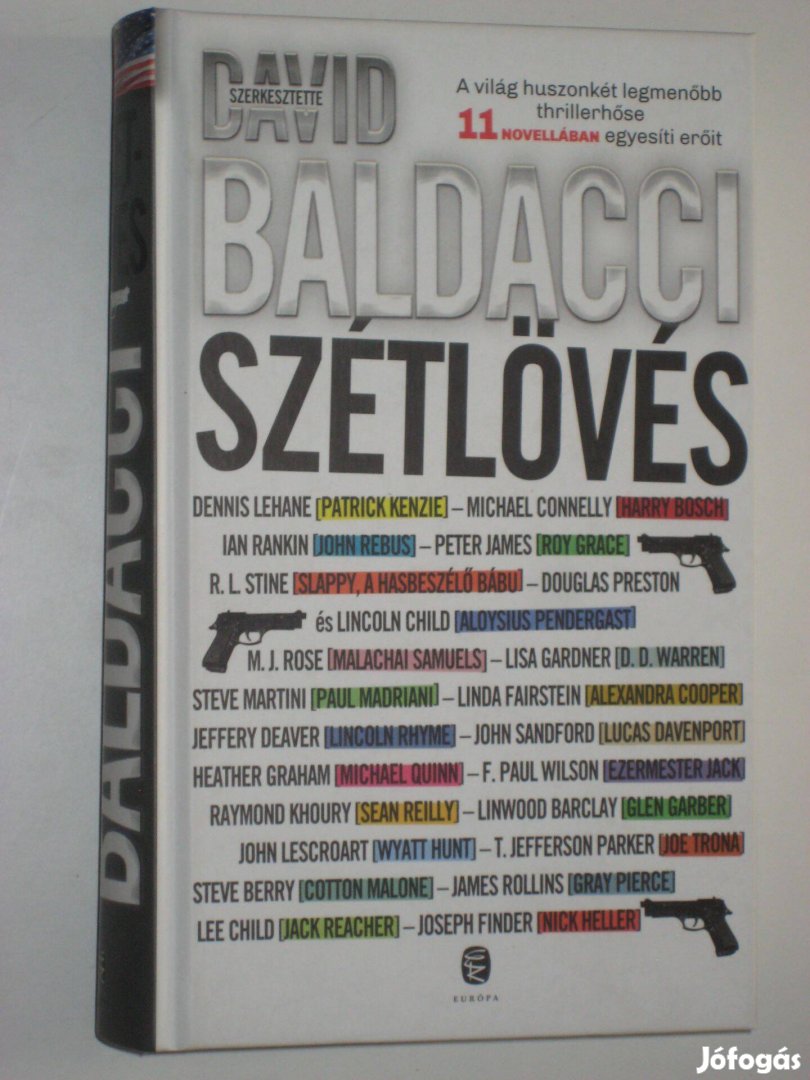 DAVID
SZERKESZTETTE
A világ huszonkét legmenőbb
thrillerhőse
11 NOVELLÁBAN egyesíti erőit
BALDACCI
SZÉTLÖVÉS
DENNIS LEHANE [PATRICK KENZIE] – MICHAEL CONNELLY [HARRY BOSCH]
IAN RANKIN [JOHN REBUS] – PETER JAMES [ROY GRACE]
R. L. STINE [SLAPPY, A HASBESZÉLŐ BÁBU] – DOUGLAS PRESTON
és LINCOLN CHILD [ALOYSIUS PENDERGAST]
M. J. ROSE [MALACHAI SAMUELS] – LISA GARDNER [D. D. WARREN]
STEVE MARTINI [PAUL MADRIANI] – LINDA FAIRSTEIN [ALEXANDRA COOPER]
JEFFERY DEAVER [LINCOLN RHYME] – JOHN SANDFORD [LUCAS DAVENPORT]
HEATHER GRAHAM [MICHAEL QUINN] – F. PAUL WILSON [EZERMESTER JACK]
RAYMOND KHOURY [SEAN REILLY] – LINWOOD BARCLAY [GLEN GARBER]
JOHN LESCROART [WYATT HUNT] – T. JEFFERSON PARKER [JOE TRONA]
STEVE BERRY [COTTON MALONE] – JAMES ROLLINS [GRAY PIERCE]
LEE CHILD [JACK REACHER] – JOSEPH FINDER [NICK HELLER]
EURÓPA
BALDACCI
Jófogás